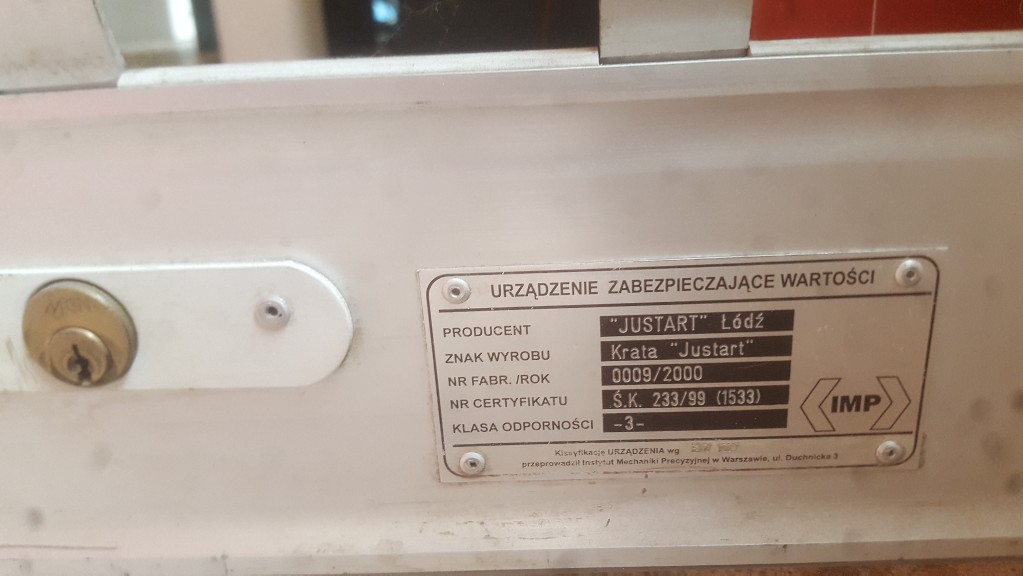 URZĄDZENIE ZABEZPIECZAJĄCE WARTOŚCI
PRODUCENT "JUSTART" Łódź
ZNAK WYROBU Krata "Justart"
NR FABR. /ROK 0009/2000
NR CERTYFIKATU Ś.K. 233/99 (1533)
KLASA ODPORNOŚCI -3-
IMP
Klasyfikację URZĄDZENIA wg
przeprowadził Instytut Mechaniki Precyzyjnej w Warszawie, ul. Duchnicka 3